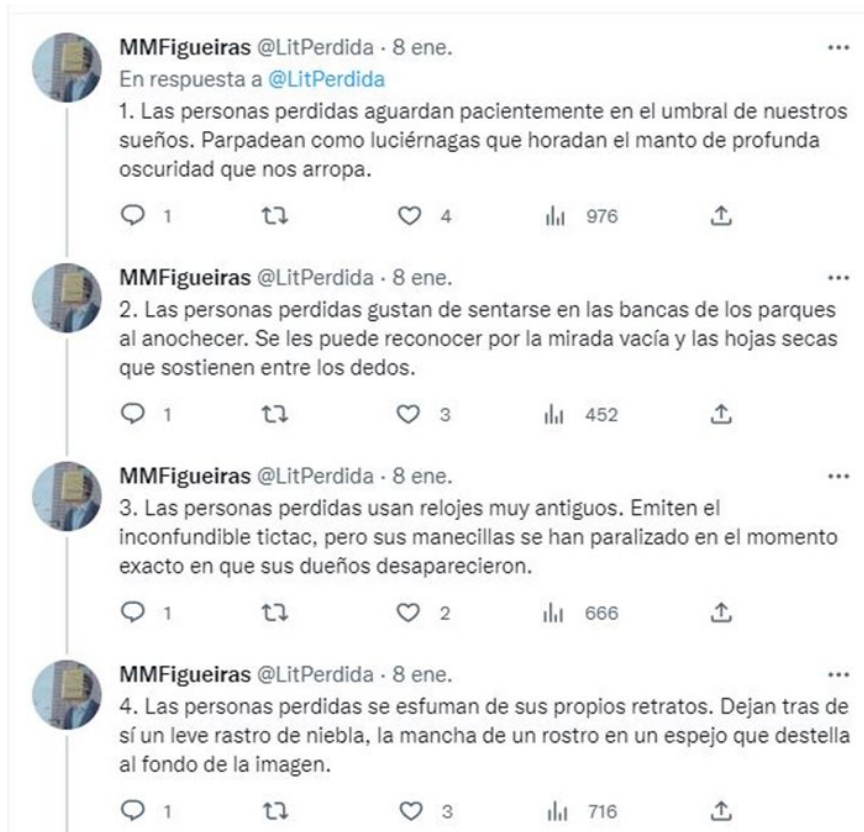 MMFigueiras @LitPerdida · 8 ene.
En respuesta a @LitPerdida
1. Las personas perdidas aguardan pacientemente en el umbral de nuestros
sueños. Parpadean como luciérnagas que horadan el manto de profunda
oscuridad que nos arropa.
1 4 976
MMFigueiras @LitPerdida · 8 ene.
2. Las personas perdidas gustan de sentarse en las bancas de los parques
al anochecer. Se les puede reconocer por la mirada vacía y las hojas secas
que sostienen entre los dedos.
1 3 452
MMFigueiras @LitPerdida · 8 ene.
3. Las personas perdidas usan relojes muy antiguos. Emiten el
inconfundible tictac, pero sus manecillas se han paralizado en el momento
exacto en que sus dueños desaparecieron.
1 2 666
MMFigueiras @LitPerdida · 8 ene.
4. Las personas perdidas se esfuman de sus propios retratos. Dejan tras de
sí un leve rastro de niebla, la mancha de un rostro en un espejo que destella
al fondo de la imagen.
1 3 716